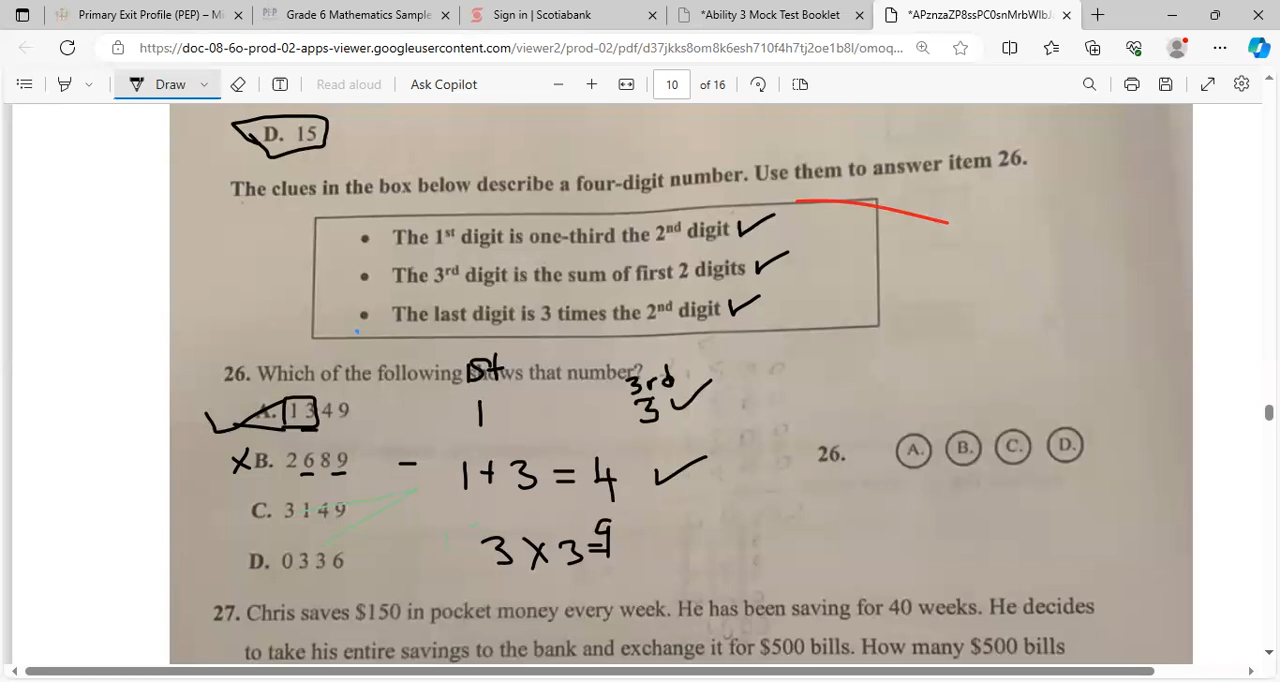 Primary Exit Profile (PEP) – Mi
Grade 6 Mathematics Sample
Sign in | Scotiabank
*Ability 3 Mock Test Booklet
*APznzaZP8ssPC0snMrbWIbJ
https://doc-08-6o-prod-02-apps-viewer.googleusercontent.com/viewer2/prod-02/pdf/d37jkks8om8k6esh710f4h7tj2oe1b8l/omoq...
Draw
Read aloud
Ask Copilot
10 of 16
D. 15
The clues in the box below describe a four-digit number. Use them to answer item 26.
• The 1st digit is one-third the 2nd digit
• The 3rd digit is the sum of first 2 digits
• The last digit is 3 times the 2nd digit
26. Which of the following shows that number?
st
3rd
A. 1 3 4 9
1
3
X B. 2 6 8 9
– 1 + 3 = 4
26. A. B. C. D.
C. 3 1 4 9
3 x 3 = 9
D. 0 3 3 6
27. Chris saves $150 in pocket money every week. He has been saving for 40 weeks. He decides
to take his entire savings to the bank and exchange it for $500 bills. How many $500 bills